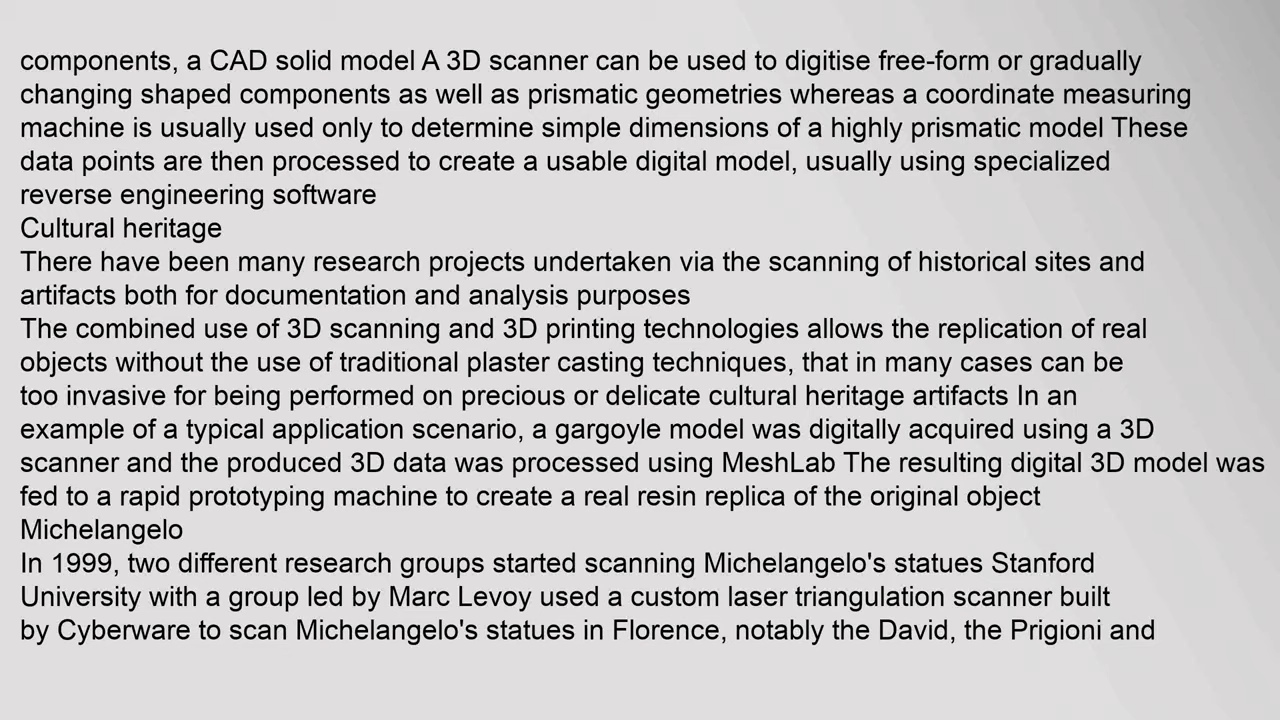 components, a CAD solid model A 3D scanner can be used to digitise free-form or gradually
changing shaped components as well as prismatic geometries whereas a coordinate measuring
machine is usually used only to determine simple dimensions of a highly prismatic model These
data points are then processed to create a usable digital model, usually using specialized
reverse engineering software
Cultural heritage
There have been many research projects undertaken via the scanning of historical sites and
artifacts both for documentation and analysis purposes
The combined use of 3D scanning and 3D printing technologies allows the replication of real
objects without the use of traditional plaster casting techniques, that in many cases can be
too invasive for being performed on precious or delicate cultural heritage artifacts In an
example of a typical application scenario, a gargoyle model was digitally acquired using a 3D
scanner and the produced 3D data was processed using MeshLab The resulting digital 3D model was
fed to a rapid prototyping machine to create a real resin replica of the original object
Michelangelo
In 1999, two different research groups started scanning Michelangelo's statues Stanford
University with a group led by Marc Levoy used a custom laser triangulation scanner built
by Cyberware to scan Michelangelo's statues in Florence, notably the David, the Prigioni and